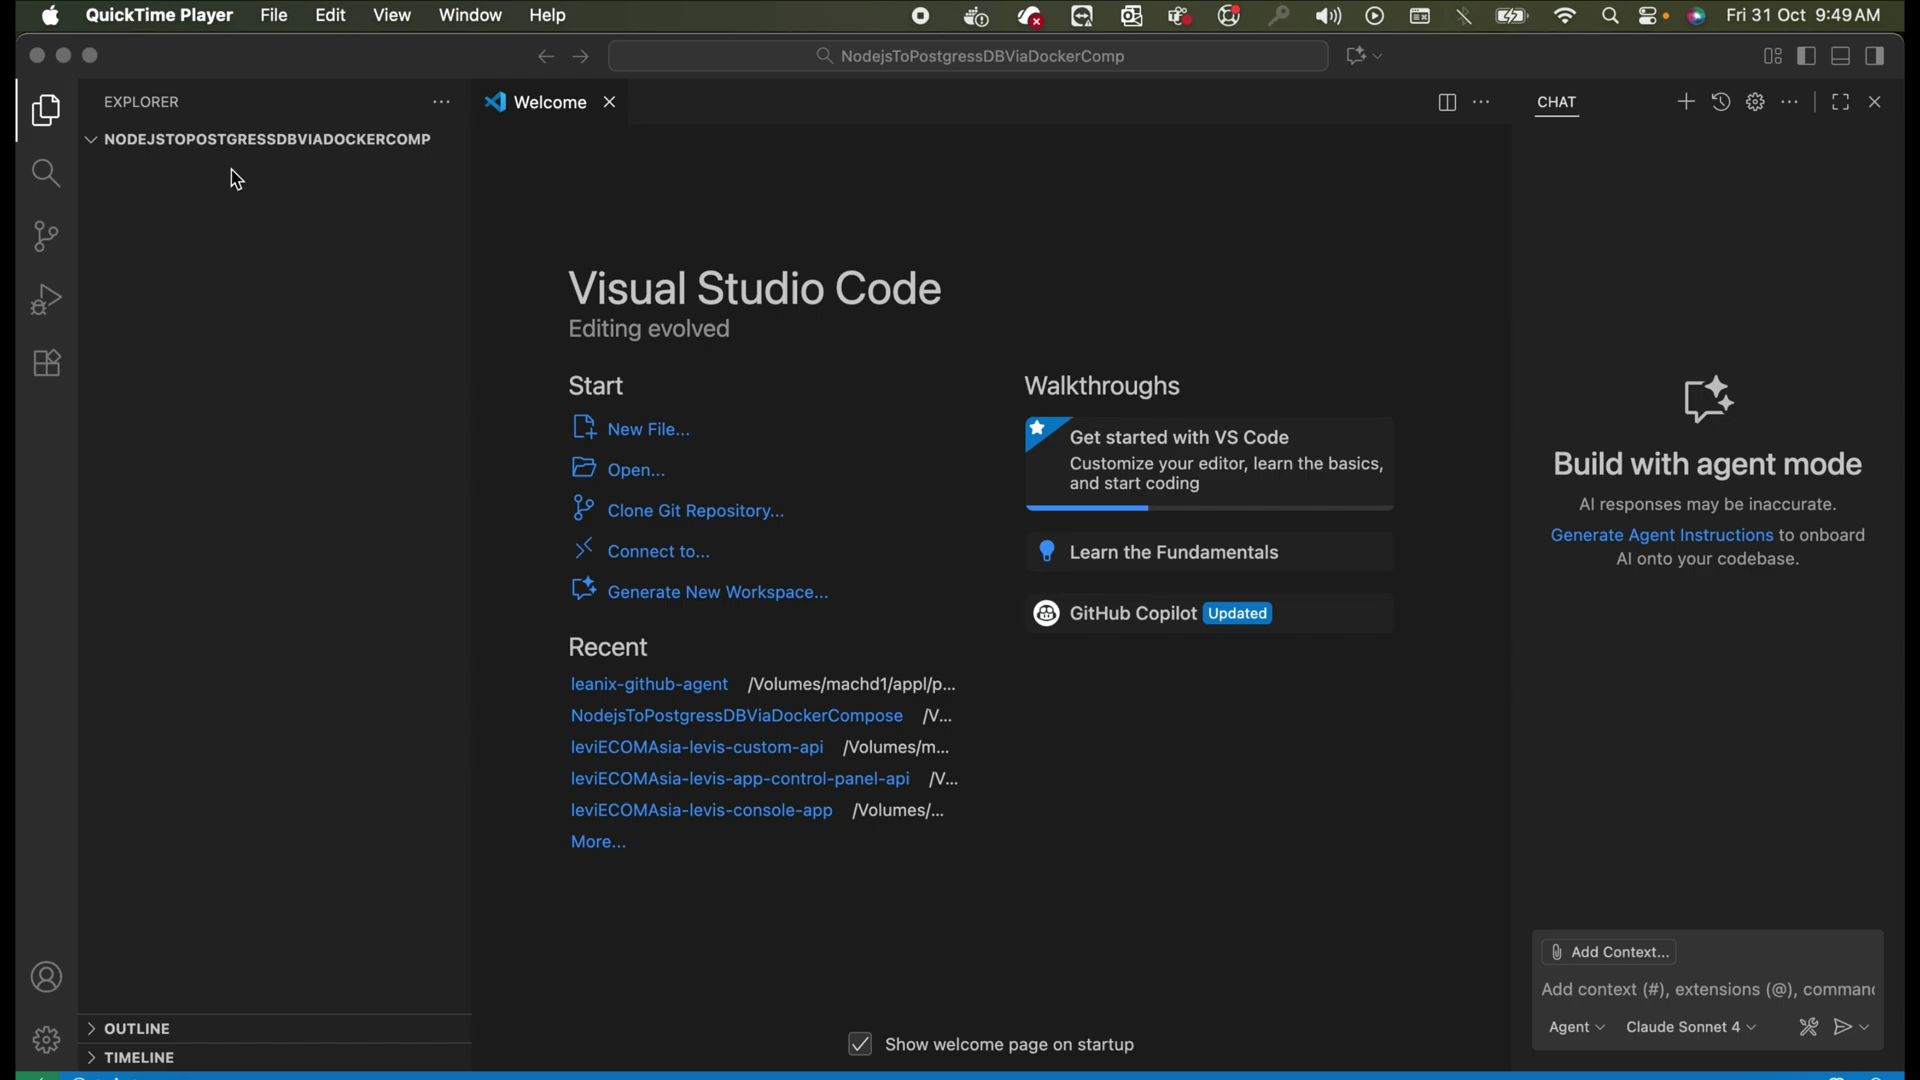 QuickTime Player File Edit View Window Help Fri 31 Oct 9:49 AM
NodejsToPostgressDBViaDockerComp
EXPLORER
NODEJSTOPOSTGRESSDBVIADOCKERCOMP
Welcome
CHAT
Visual Studio Code
Editing evolved
Start
New File...
Open...
Clone Git Repository...
Connect to...
Generate New Workspace...
Recent
leanix-github-agent /Volumes/machd1/appl/p...
NodejsToPostgressDBViaDockerCompose /V...
leviECOMAsia-levis-custom-api /Volumes/m...
leviECOMAsia-levis-app-control-panel-api /V...
leviECOMAsia-levis-console-app /Volumes/...
More...
Walkthroughs
Get started with VS Code
Customize your editor, learn the basics,
and start coding
Learn the Fundamentals
GitHub Copilot Updated
Show welcome page on startup
Build with agent mode
AI responses may be inaccurate.
Generate Agent Instructions to onboard
AI onto your codebase.
Add Context...
Add context (#), extensions (@), comman
Agent Claude Sonnet 4
OUTLINE
TIMELINE